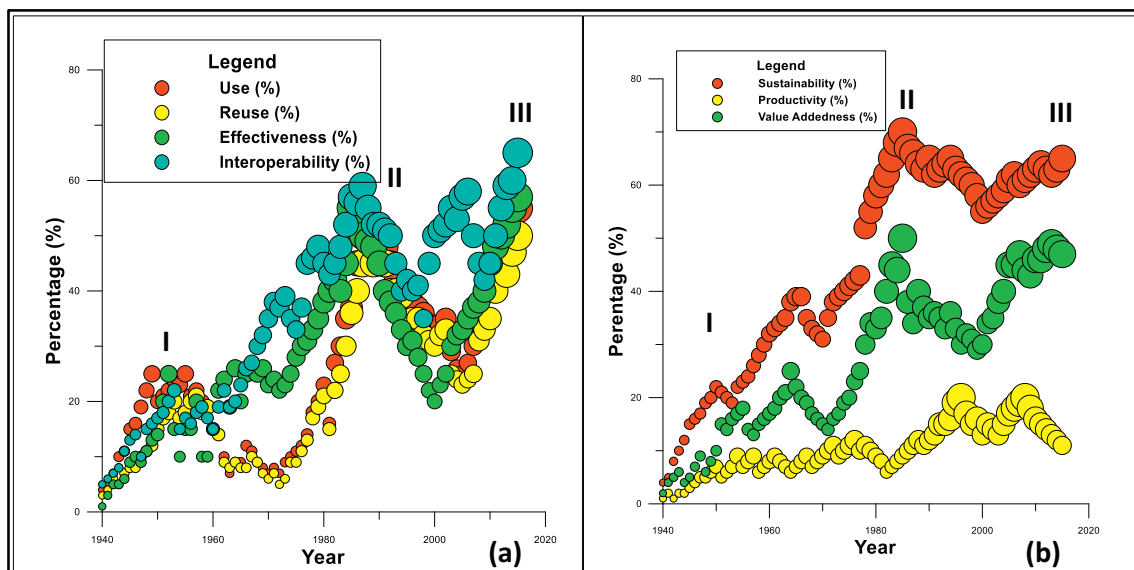 Legend
Use (%)
Reuse (%)
Effectiveness (%)
Interoperability (%)
I
II
III
80
60
40
20
0
1940
1960
1980
2000
2020
Percentage (%)
Year
(a)
Legend
Sustainability (%)
Productivity (%)
Value Addedness (%)
I
II
III
80
60
40
20
0
1940
1960
1980
2000
2020
Perentage (%)
Year
(b)